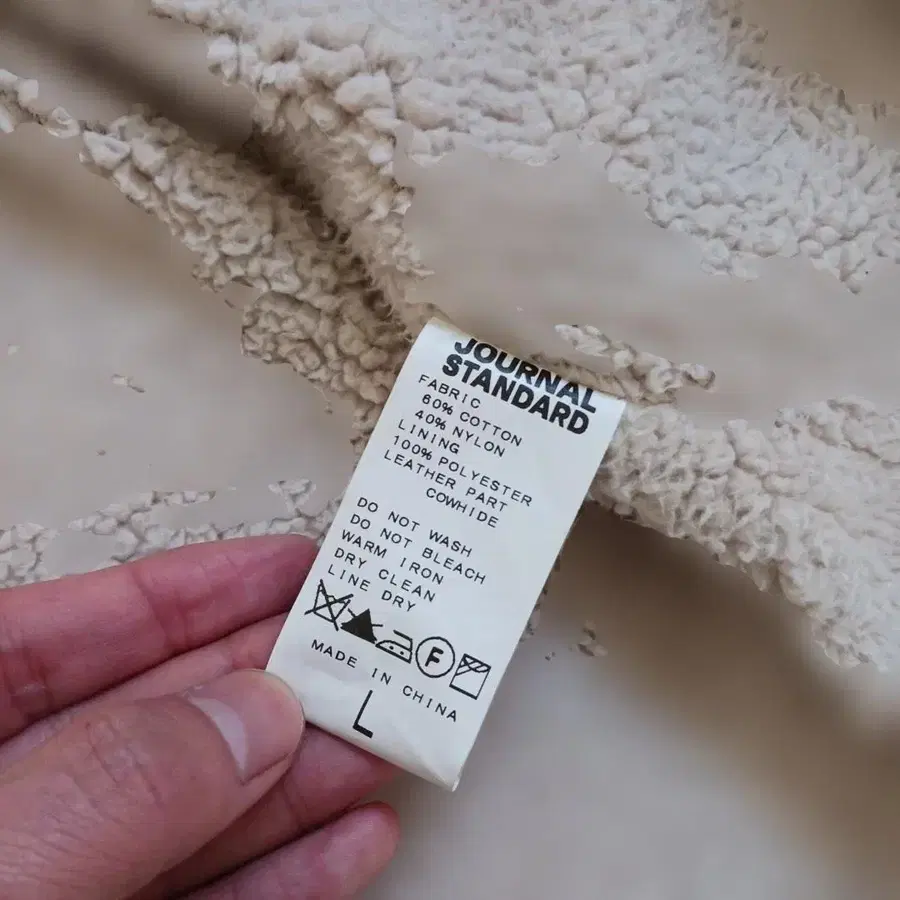 JOURNAL
STANDARD
FABRIC
60% COTTON
40% NYLON
LINING
100% POLYESTER
LEATHER PART
COWHIDE
DO NOT WASH
DO NOT BLEACH
WARM IRON
DRY CLEAN
LINE DRY
F
MADE IN CHINA
L